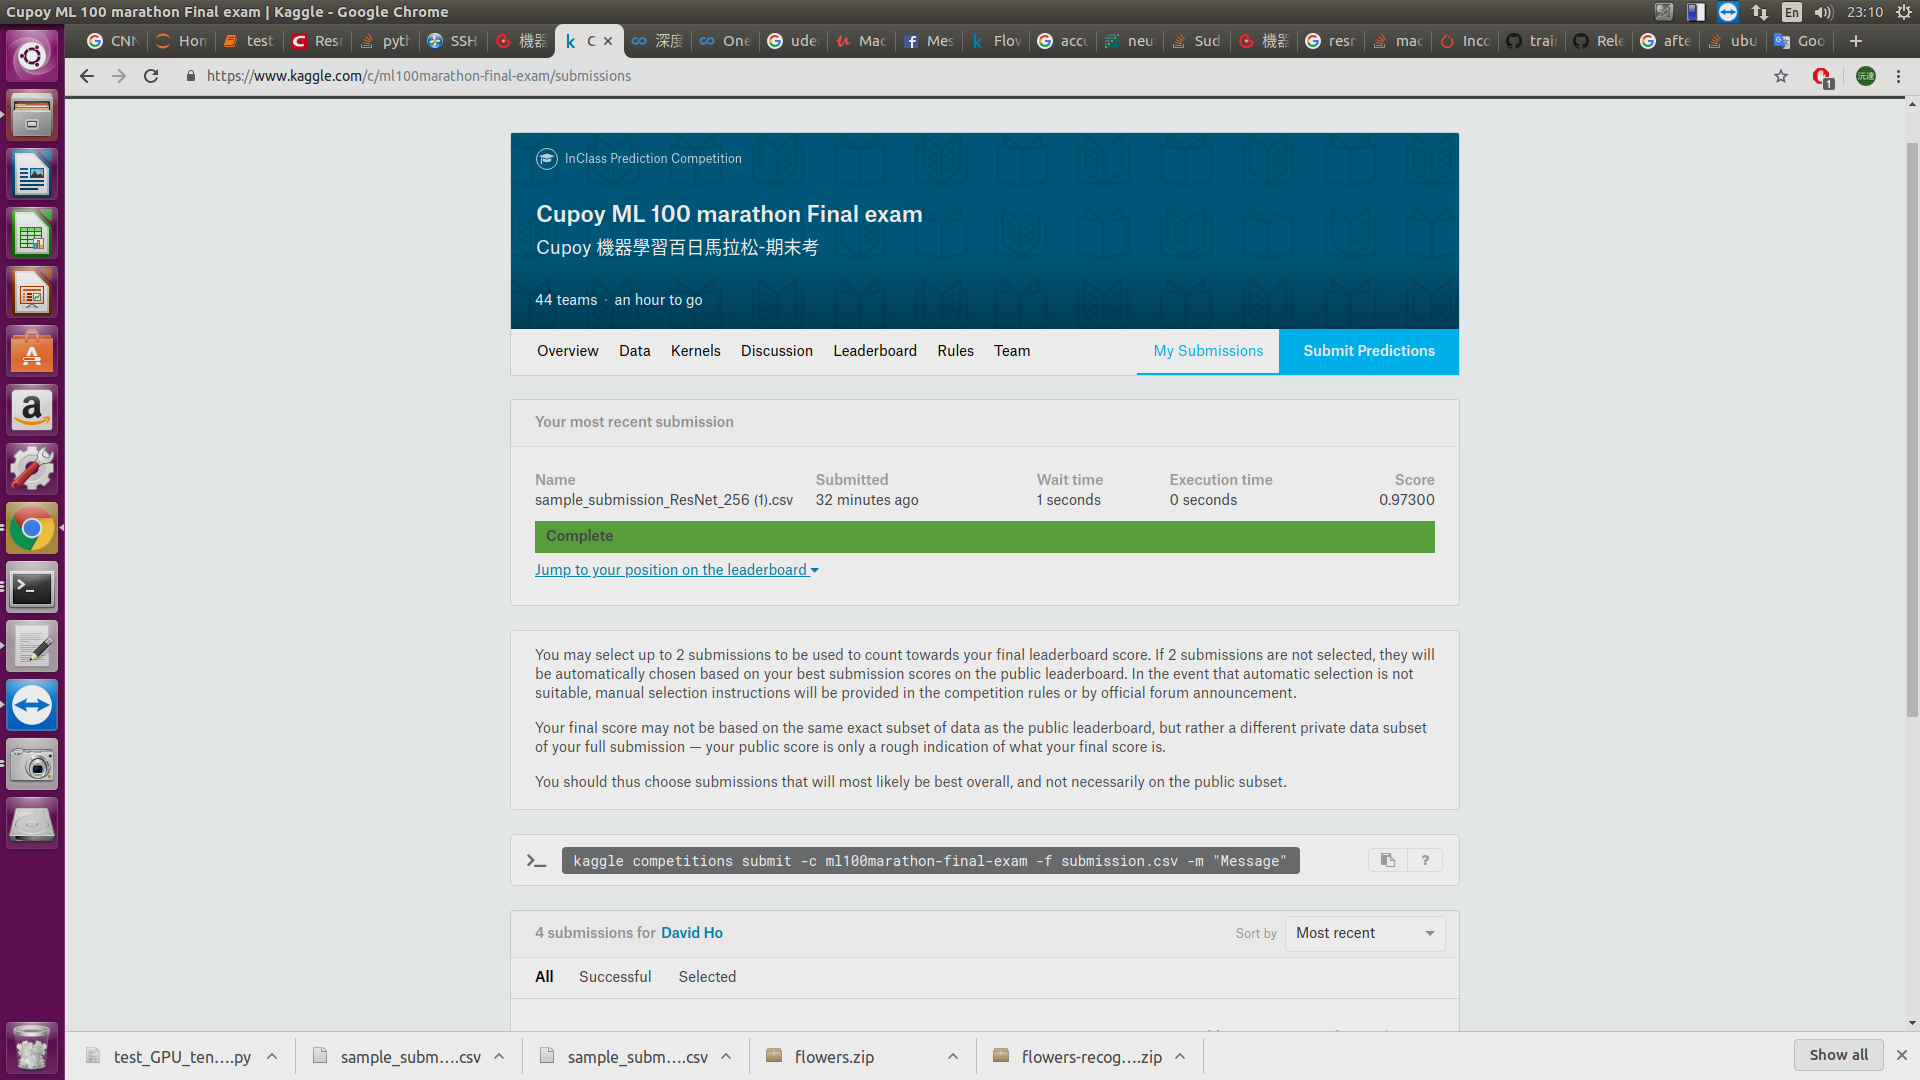 Cupoy ML 100 marathon Final exam | Kaggle - Google Chrome
En
23:10
CNN
Hon
test
Resn
pyth
SSH
機器
C
深度
One
uden
Mac
Mes
Flov
accu
neu
Sud
機器
resn
mac
Inco
train
Rele
afte
ubu
Goo
https://www.kaggle.com/c/ml100marathon-final-exam/submissions
1
InClass Prediction Competition
Cupoy ML 100 marathon Final exam
Cupoy 機器學習百日馬拉松-期末考
44 teams · an hour to go
Overview Data Kernels Discussion Leaderboard Rules Team My Submissions Submit Predictions
Your most recent submission
Name Submitted Wait time Execution time Score
sample_submission_ResNet_256 (1).csv 32 minutes ago 1 seconds 0 seconds 0.97300
Complete
Jump to your position on the leaderboard
You may select up to 2 submissions to be used to count towards your final leaderboard score. If 2 submissions are not selected, they will
be automatically chosen based on your best submission scores on the public leaderboard. In the event that automatic selection is not
suitable, manual selection instructions will be provided in the competition rules or by official forum announcement.
Your final score may not be based on the same exact subset of data as the public leaderboard, but rather a different private data subset
of your full submission — your public score is only a rough indication of what your final score is.
You should thus choose submissions that will most likely be best overall, and not necessarily on the public subset.
>_ kaggle competitions submit -c ml100marathon-final-exam -f submission.csv -m "Message" ?
4 submissions for David Ho Sort by Most recent
All Successful Selected
test_GPU_ten....py
sample_subm....csv
sample_subm....csv
flowers.zip
flowers-recog....zip
Show all